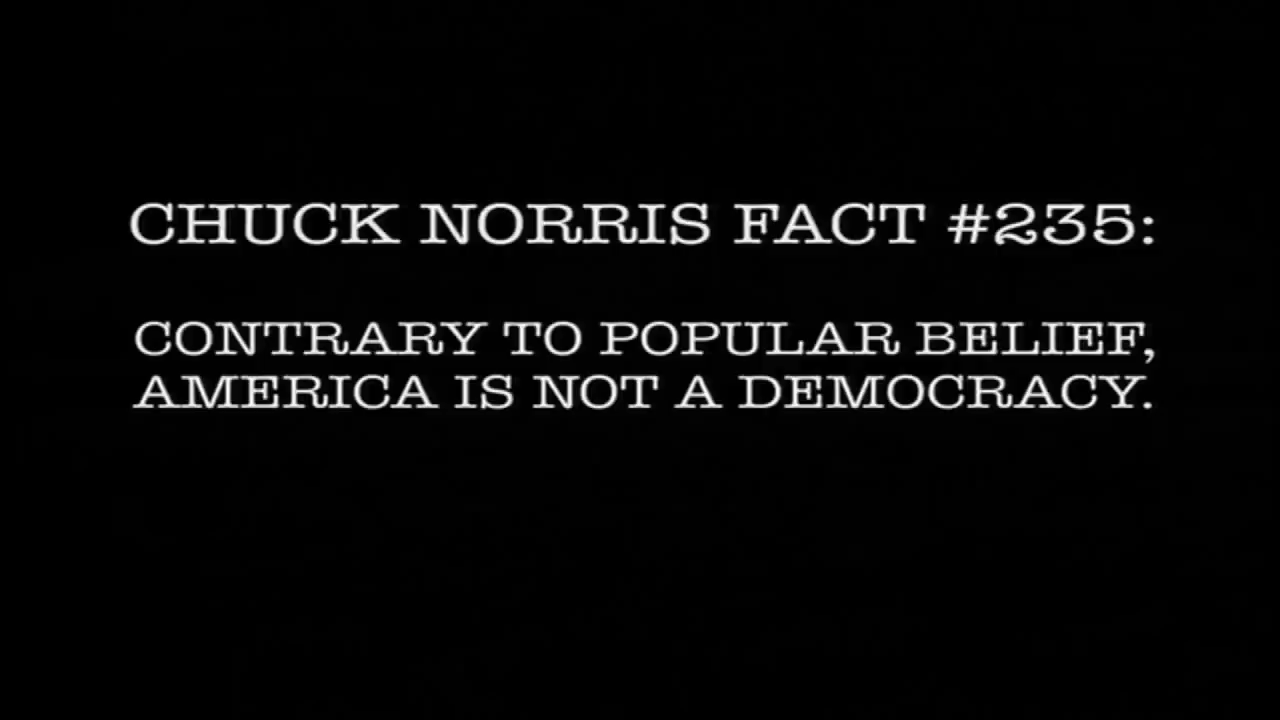 CHUCK NORRIS FACT #235:
CONTRARY TO POPULAR BELIEF,
AMERICA IS NOT A DEMOCRACY.